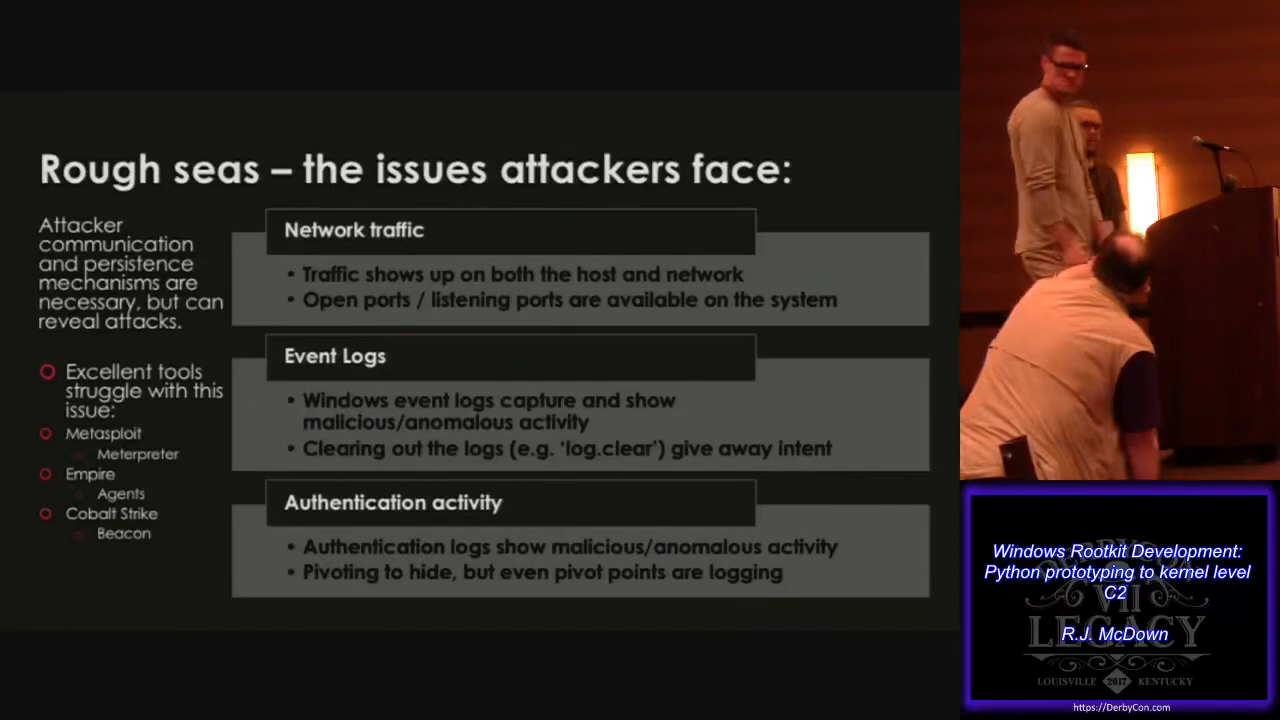 Rough seas – the issues attackers face:
Attacker
communication
and persistence
mechanisms are
necessary, but can
reveal attacks.
Excellent tools
struggle with this
issue:
Metasploit
Meterpreter
Empire
Agents
Cobalt Strike
Beacon
Network traffic
• Traffic shows up on both the host and network
• Open ports / listening ports are available on the system
Event Logs
• Windows event logs capture and show
malicious/anomalous activity
• Clearing out the logs (e.g. ‘log.clear’) give away intent
Authentication activity
• Authentication logs show malicious/anomalous activity
• Pivoting to hide, but even pivot points are logging
Windows Rootkit Development:
Python prototyping to kernel level
C2
R.J. McDown
DERBYCON
VII
LEGACY
LOUISVILLE 2017 KENTUCKY
https://DerbyCon.com